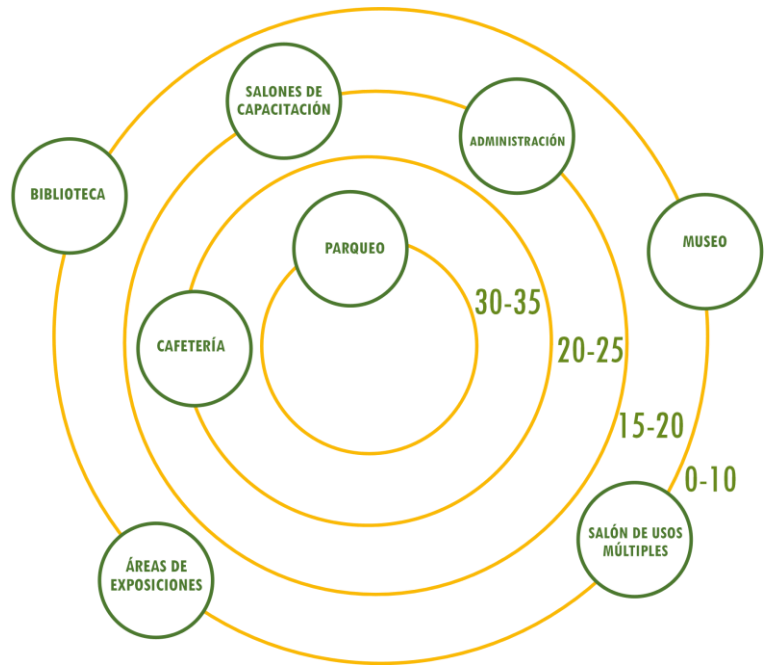 SALONES DE
CAPACITACIÓN
ADMINISTRACIÓN
BIBLIOTECA
PARQUEO
MUSEO
30-35
CAFETERÍA
20-25
15-20
0-10
SALÓN DE USOS
MÚLTIPLES
ÁREAS DE
EXPOSICIONES